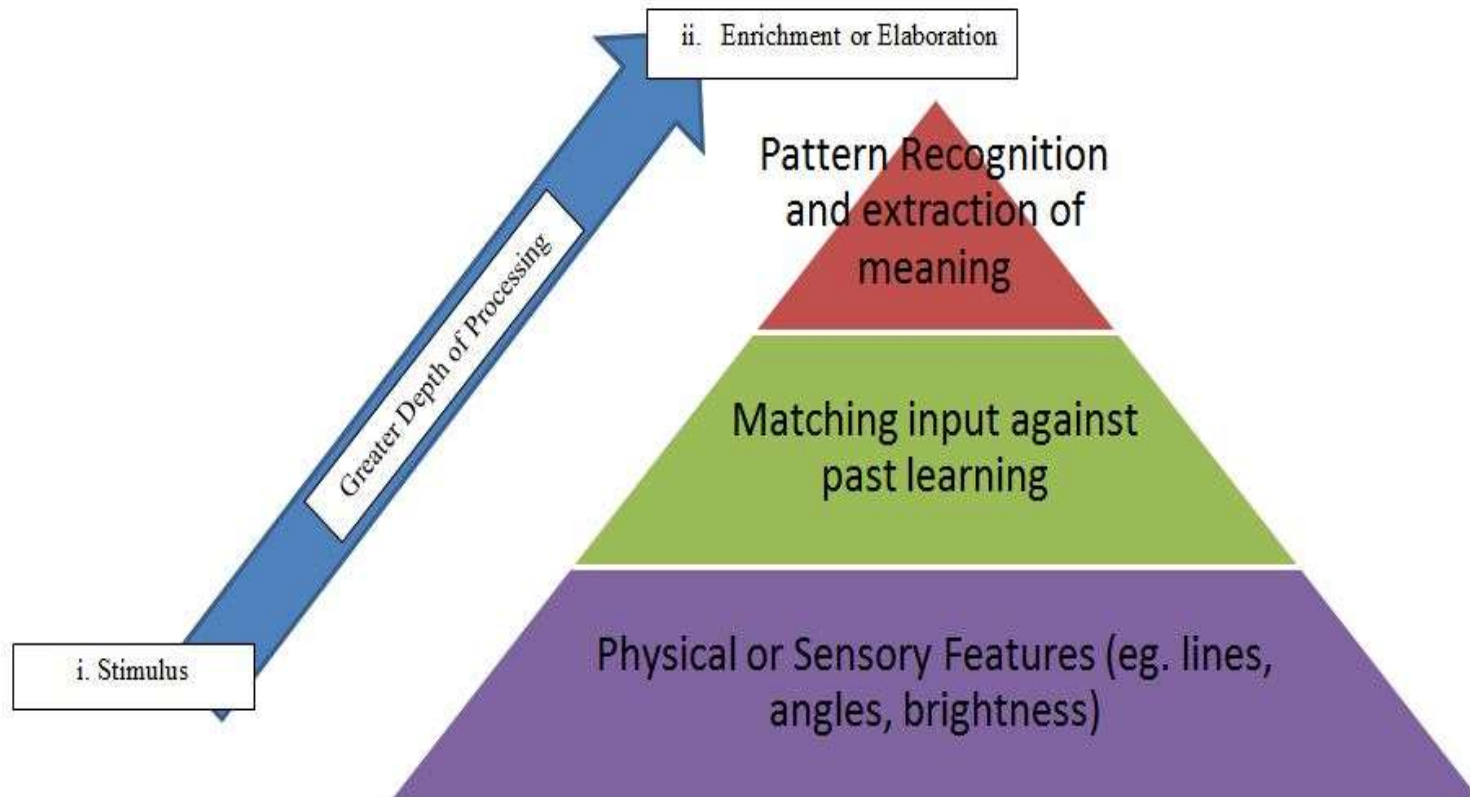 ii. Enrichment or Elaboration
Pattern Recognition
and extraction of
meaning
Greater Depth of Processing
Matching input against
past learning
i. Stimulus
Physical or Sensory Features (eg. lines,
angles, brightness)